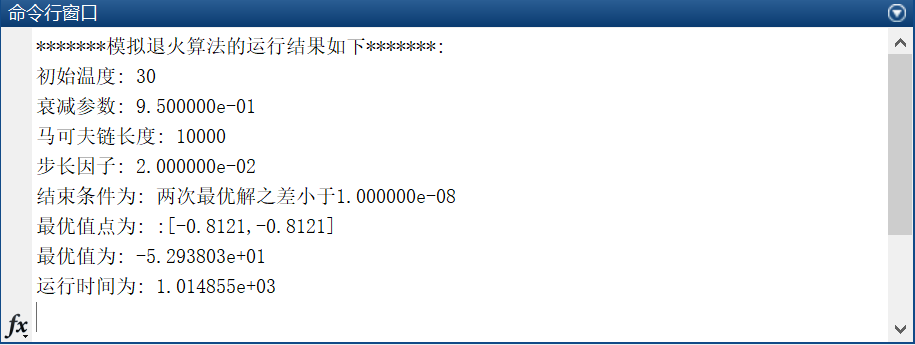 命令行窗口
*******模拟退火算法的运行结果如下*******:
初始温度: 30
衰减参数: 9.500000e-01
马可夫链长度: 10000
步长因子: 2.000000e-02
结束条件为: 两次最优解之差小于1.000000e-08
最优值点为: :[-0.8121,-0.8121]
最优值为: -5.293803e+01
运行时间为: 1.014855e+03
fx